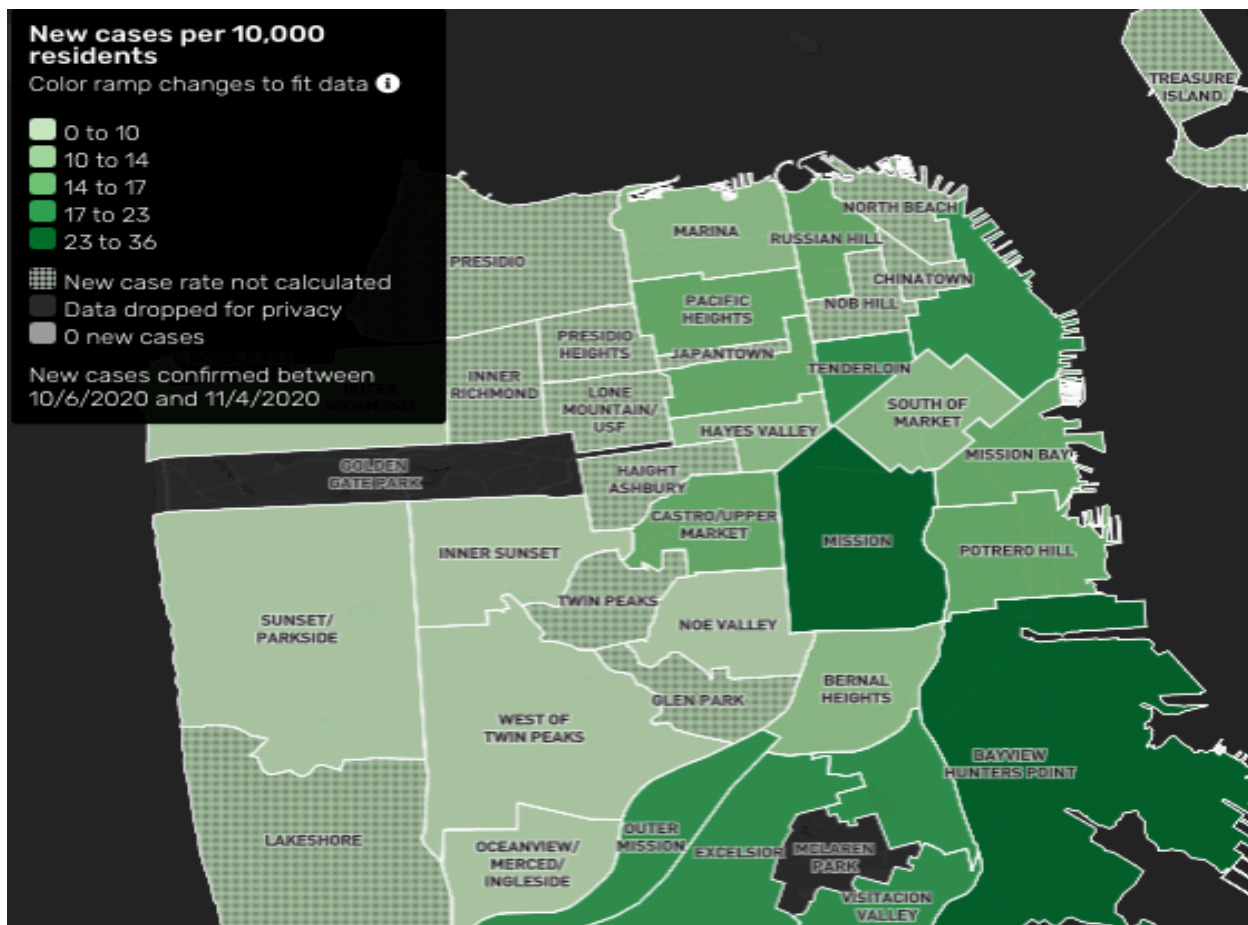 New cases per 10,000
residents
Color ramp changes to fit data
0 to 10
10 to 14
14 to 17
17 to 23
23 to 36
New case rate not calculated
Data dropped for privacy
0 new cases
New cases confirmed between
10/6/2020 and 11/4/2020
OUTER
RICHMOND
TREASURE
ISLAND
NORTH BEACH
MARINA
RUSSIAN HILL
PRESIDIO
CHINATOWN
NOB HILL
PACIFIC
HEIGHTS
PRESIDIO
HEIGHTS
JAPANTOWN
TENDERLOIN
INNER
RICHMOND
LONE
MOUNTAIN/
USF
SOUTH OF
MARKET
HAYES VALLEY
MISSION BAY
GOLDEN
GATE PARK
HAIGHT
ASHBURY
CASTRO/UPPER
MARKET
MISSION
POTRERO HILL
INNER SUNSET
TWIN PEAKS
SUNSET/
PARKSIDE
NOE VALLEY
GLEN PARK
BERNAL
HEIGHTS
WEST OF
TWIN PEAKS
BAYVIEW
HUNTERS POINT
LAKESHORE
OCEANVIEW/
MERCED/
INGLESIDE
OUTER
MISSION
EXCELSIOR
MCLAREN
PARK
VISITACION
VALLEY